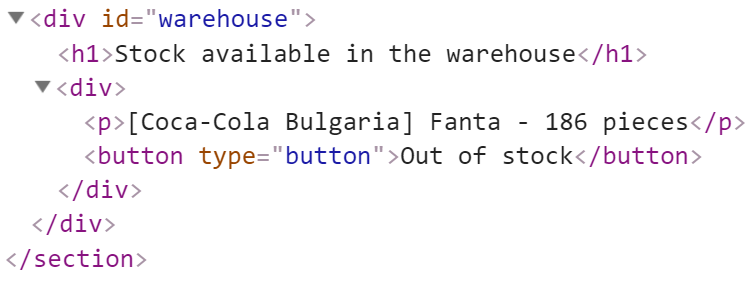 ▼<div id="warehouse">
<h1>Stock available in the warehouse</h1>
▼<div>
<p>[Coca-Cola Bulgaria] Fanta - 186 pieces</p>
<button type="button">Out of stock</button>
</div>
</div>
</section>